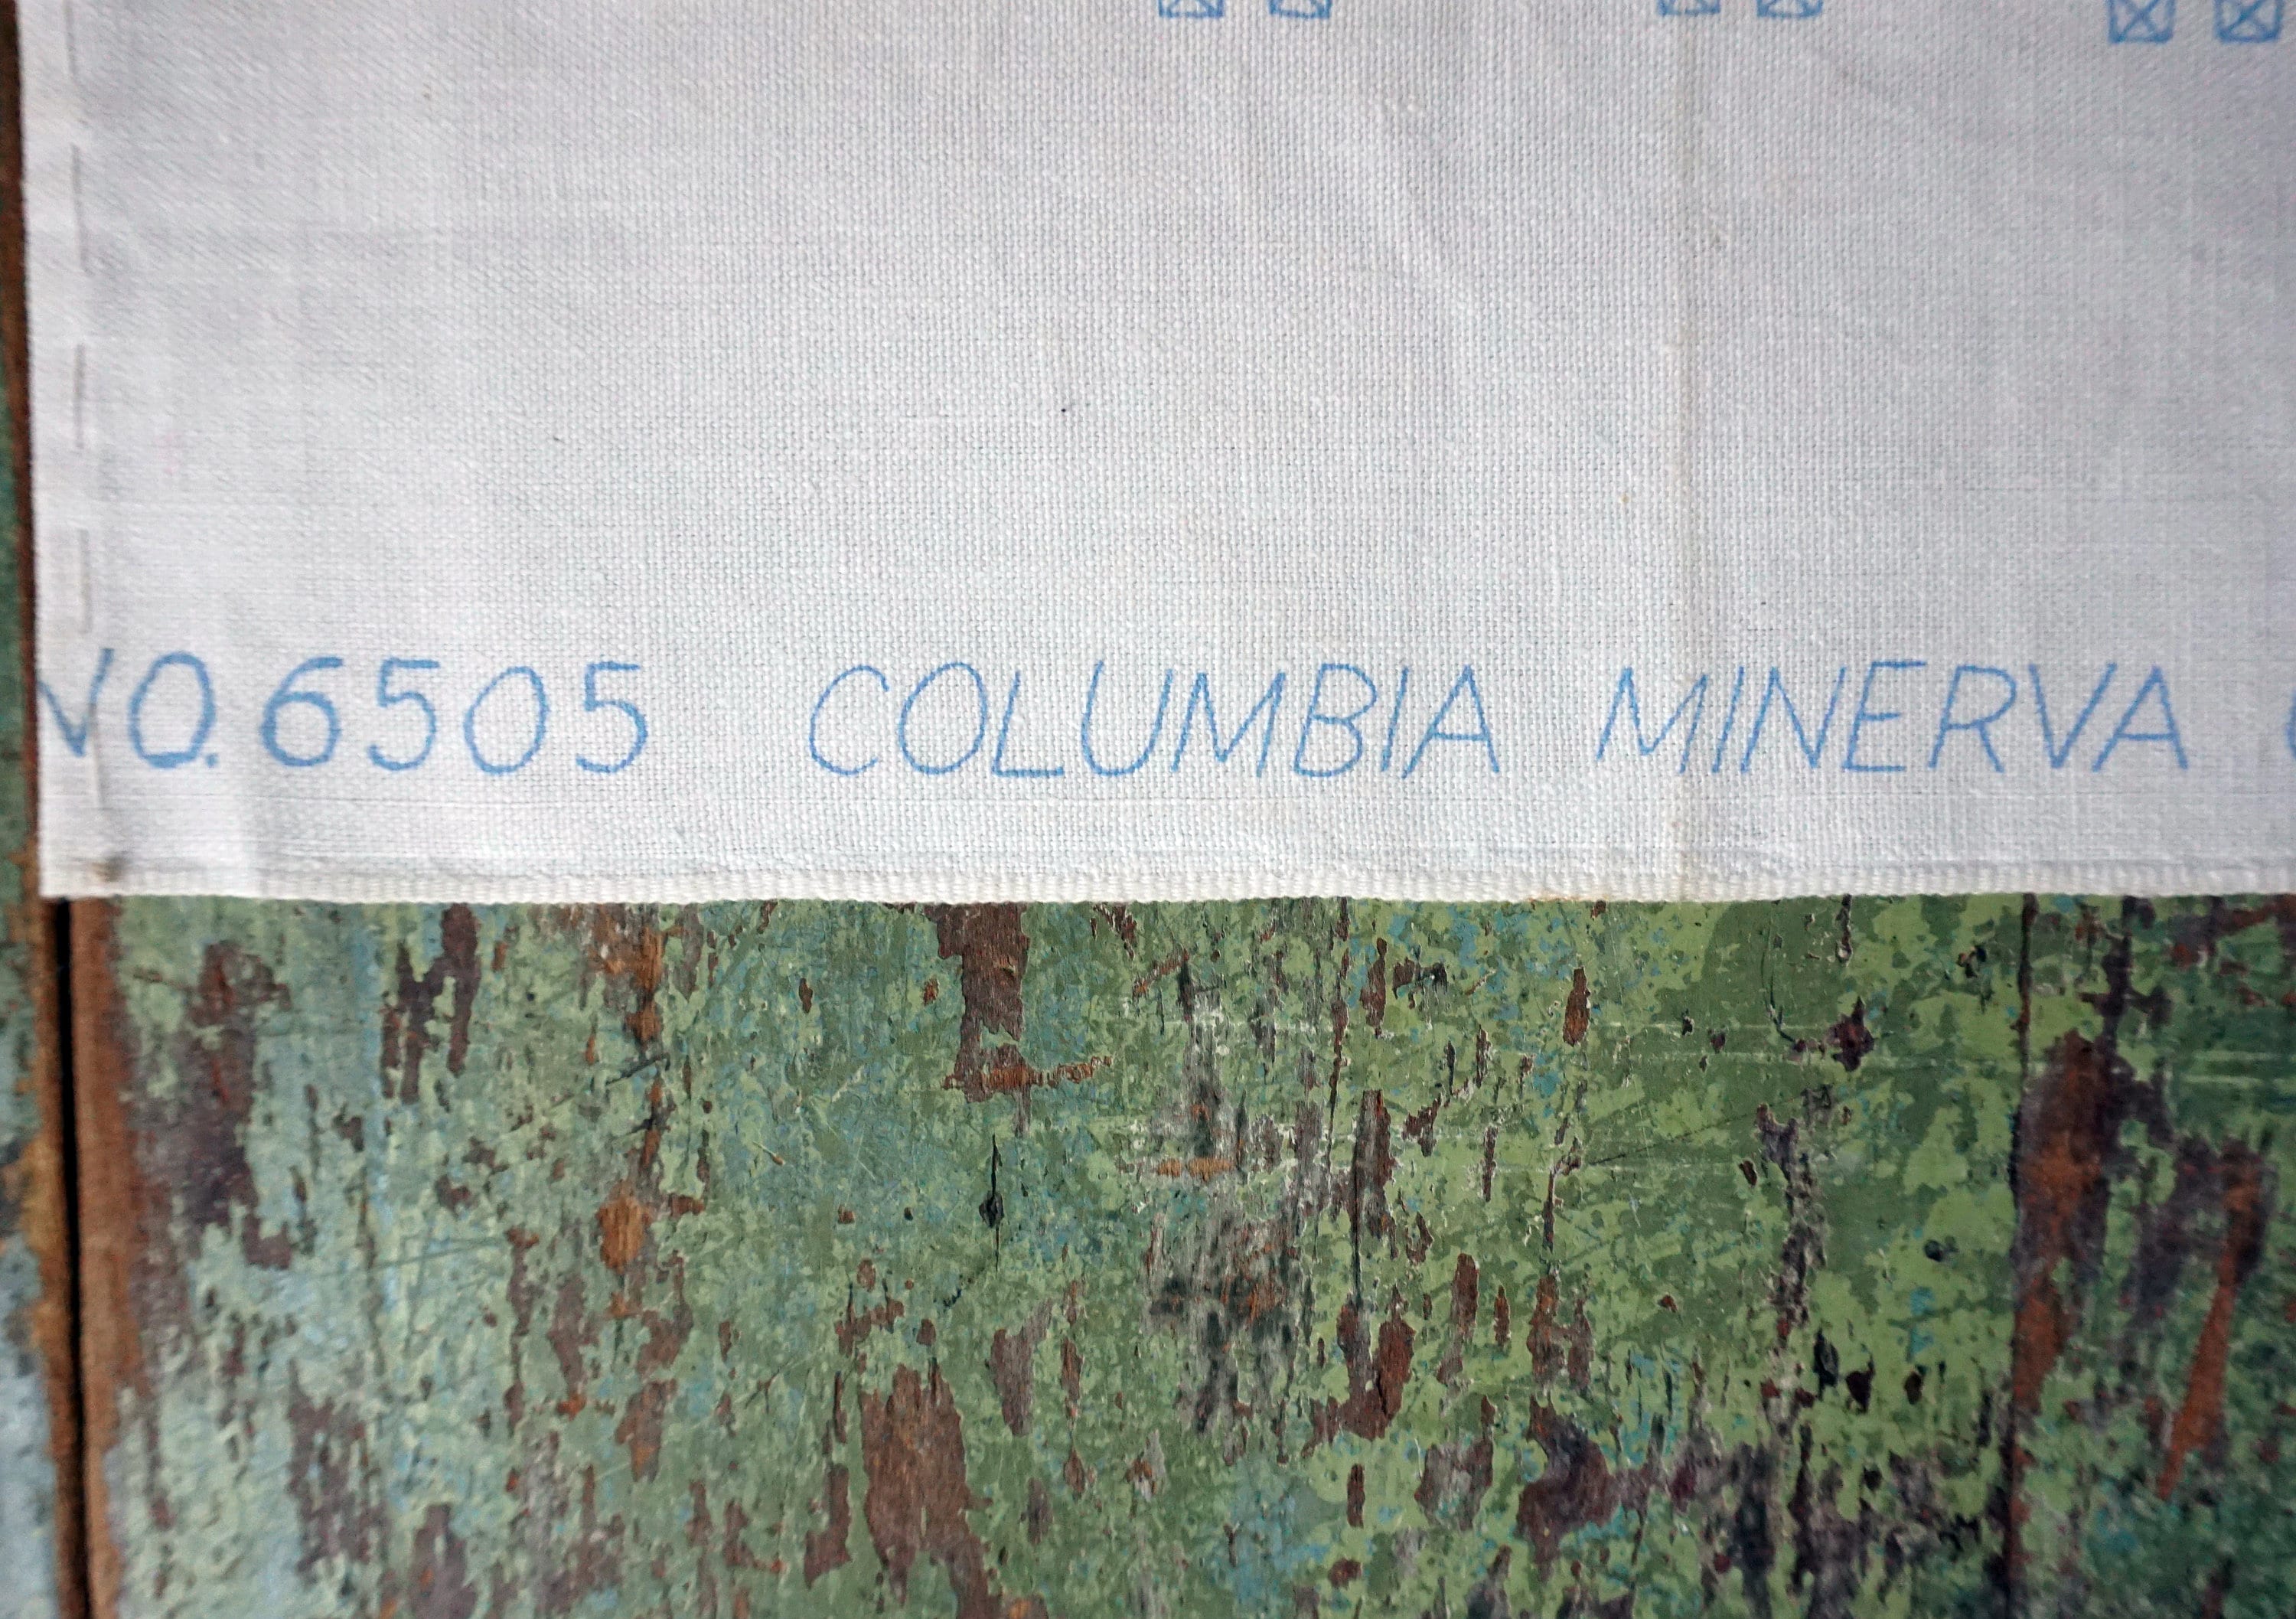 NO. 6505 COLUMBIA MINERVA